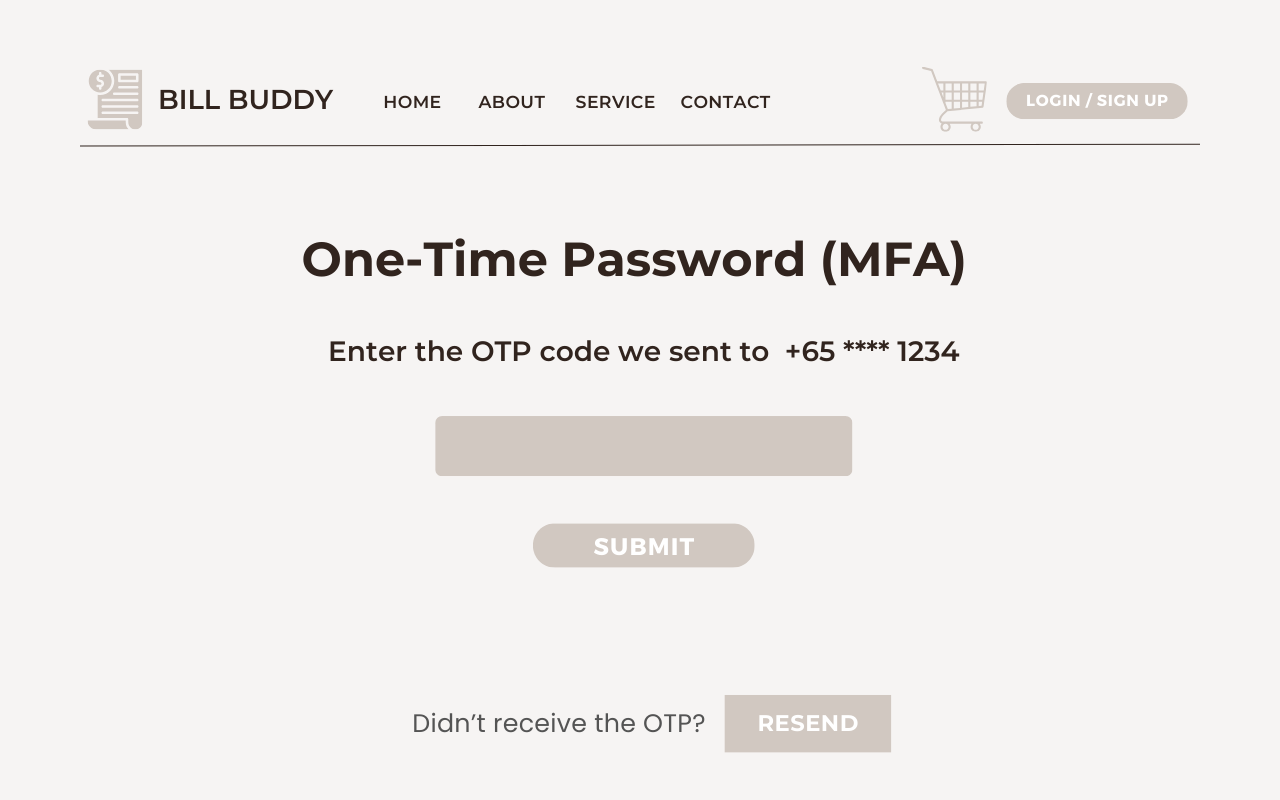 $
BILL BUDDY HOME ABOUT SERVICE CONTACT LOGIN / SIGN UP
One-Time Password (MFA)
Enter the OTP code we sent to +65 **** 1234
SUBMIT
Didn’t receive the OTP? RESEND